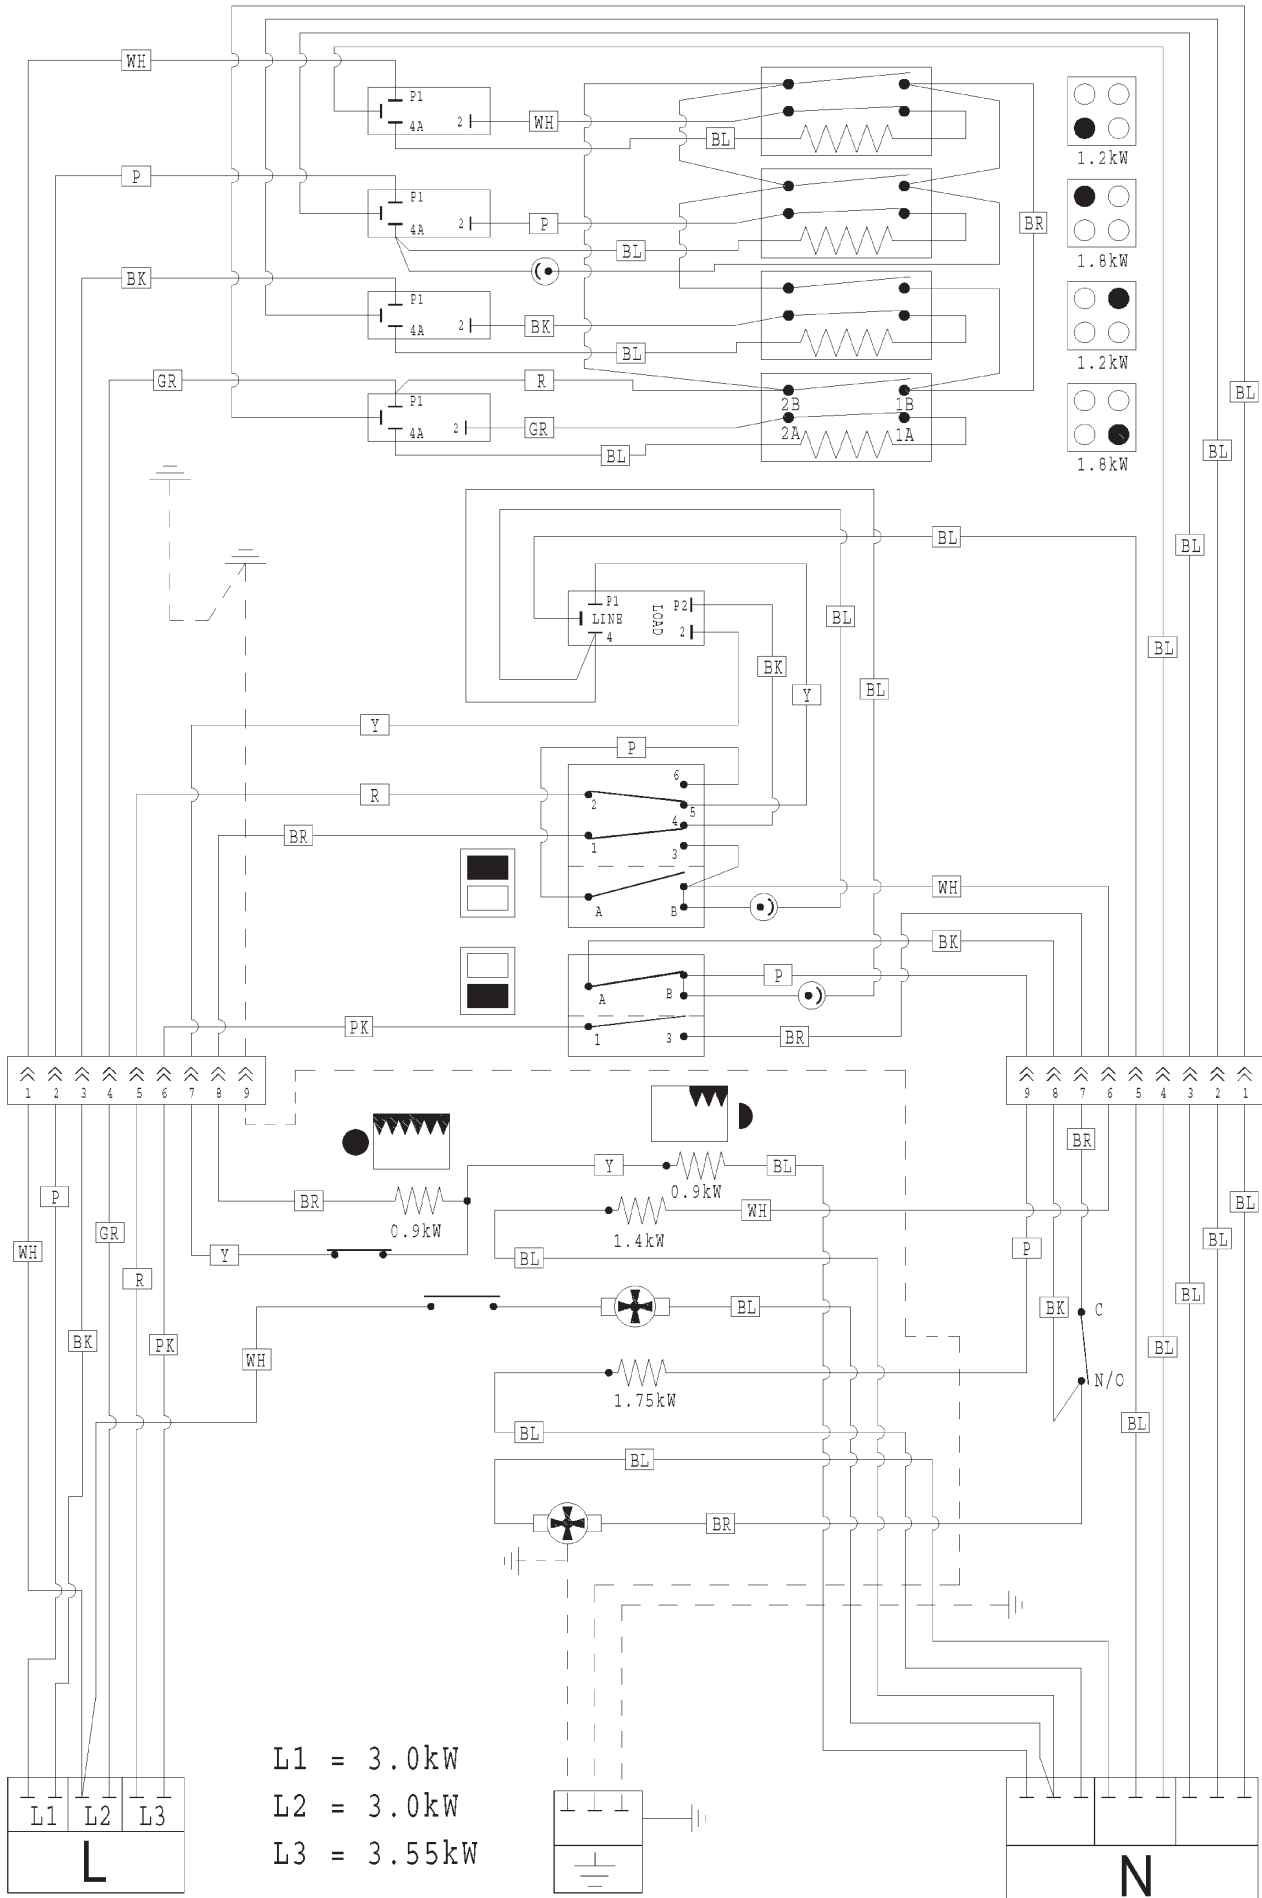 WH
P1
4A
2
WH
BL
1.2kW
P
P1
4A
2
P
BL
BR
1.8kW
BK
P1
4A
2
BK
BL
1.2kW
GR
P1
4A
2
R
GR
BL
2B 1B
2A 1A
BL
1.8kW
BL
BL
BL
P1
LINE
4
LOAD
P2
2
BL
BL
BK
Y
BL
Y
P
R
2
6
5
4
BR
1
3
A B
WH
BK
A B
P
PK
1 3
BR
1 2 3 4 5 6 7 8 9
9 8 7 6 5 4 3 2 1
BR
Y
BL
0.9kW
P
BR
0.9kW
WH
1.4kW
BL
GR
WH
Y
BL
P
BL
R
BL
BK
BL
C
BK
PK
WH
BL
1.75kW
N/O
BL
BL
BL
BR
L1 = 3.0kW
L2 = 3.0kW
L3 = 3.55kW
L1 L2 L3
L
N